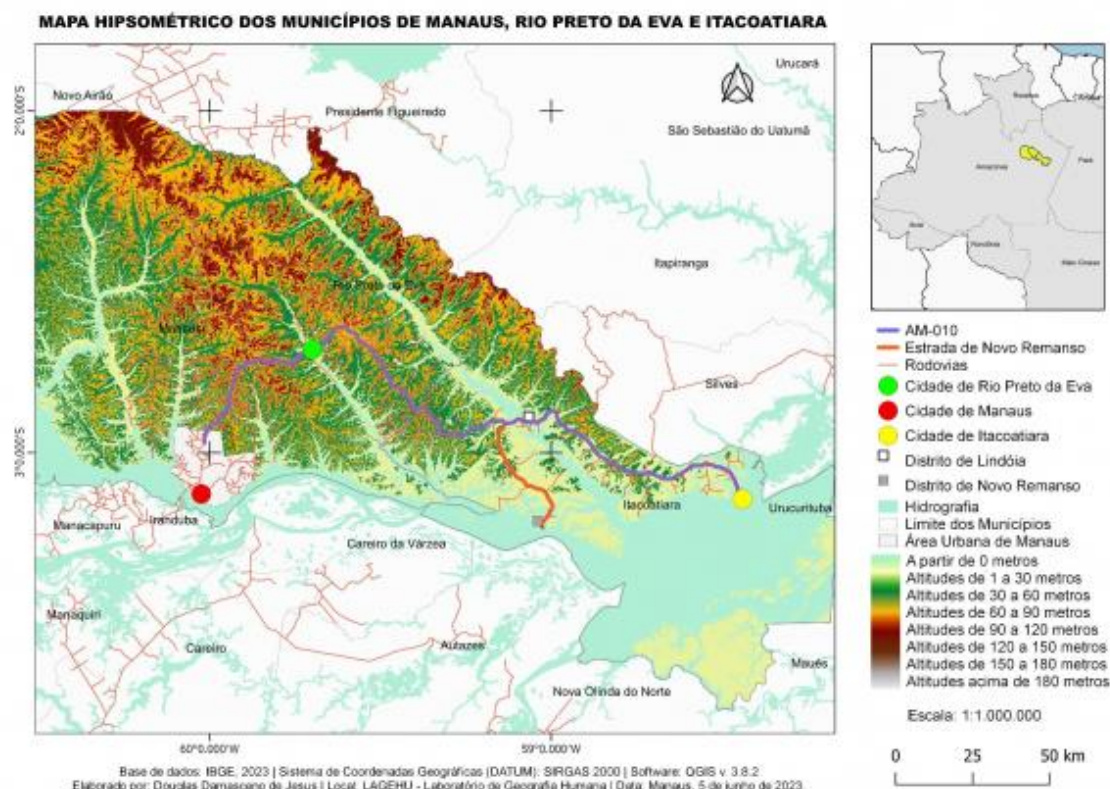 MAPA HIPSOMÉTRICO DOS MUNICÍPIOS DE MANAUS, RIO PRETO DA EVA E ITACOATIARA
Urucará
Novo Airão
2°0.000'S
Presidente Figueiredo
São Sebastião do Uatumã
Itapiranga
Rio Preto da Eva
Manaus
Silves
3°0.000'S
Itacoatiara
Urucurituba
Manacapuru
Iranduba
Careiro da Várzea
Manaquiri
Careiro
Autazes
Maués
Nova Olinda do Norte
60°0.000'W
59°0.000'W
Roraima
Amazonas
Pará
Acre
Rondônia
Mato Grosso
AM-010
Estrada de Novo Remanso
Rodovias
Cidade de Rio Preto da Eva
Cidade de Manaus
Cidade de Itacoatiara
Distrito de Lindóia
Distrito de Novo Remanso
Hidrografia
Limite dos Municípios
Área Urbana de Manaus
A partir de 0 metros
Altitudes de 1 a 30 metros
Altitudes de 30 a 60 metros
Altitudes de 60 a 90 metros
Altitudes de 90 a 120 metros
Altitudes de 120 a 150 metros
Altitudes de 150 a 180 metros
Altitudes acima de 180 metros
Escala: 1:1.000.000
0 25 50 km
Base de dados: IBGE, 2023 | Sistema de Coordenadas Geográficas (DATUM): SIRGAS 2000 | Software: QGIS v. 3.8.2
Elaborado por: Douglas Damasceno de Jesus | Local: LAGEHU - Laboratório de Geografia Humana | Data: Manaus, 5 de junho de 2023.